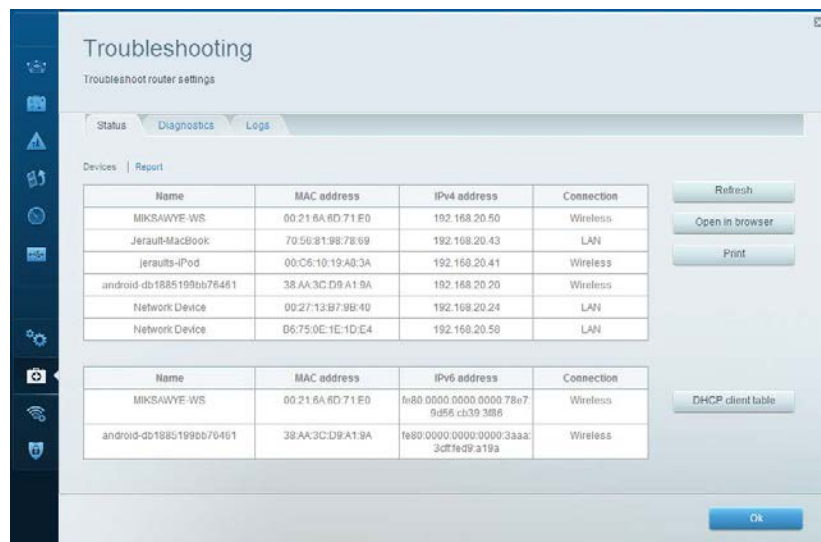 Troubleshooting
Troubleshoot router settings
Status Diagnostics Logs
Devices | Report
Name MAC address IPv4 address Connection
MIKSAWYE-WS 00:21:6A:6D:71:E0 192.168.20.50 Wireless
Jerault-MacBook 70:56:81:98:78:69 192.168.20.43 LAN
jeraults-iPod 00:C6:10:19:A8:3A 192.168.20.41 Wireless
android-db1885199bb76461 38:AA:3C:D9:A1:9A 192.168.20.20 Wireless
Network Device 00:27:13:B7:9B:40 192.168.20.24 LAN
Network Device D6:75:0E:1E:1D:E4 192.168.20.58 LAN
Refresh
Open in browser
Print
Name MAC address IPv6 address Connection
MIKSAWYE-WS 00:21:6A:6D:71:E0 fe80:0000:0000:0000:78e7: Wireless
9d56:cb39:3f86
android-db1885199bb76461 38:AA:3C:D9:A1:9A fe80:0000:0000:0000:3aaa: Wireless
3cff:fed9:a19a
DHCP client table
Ok